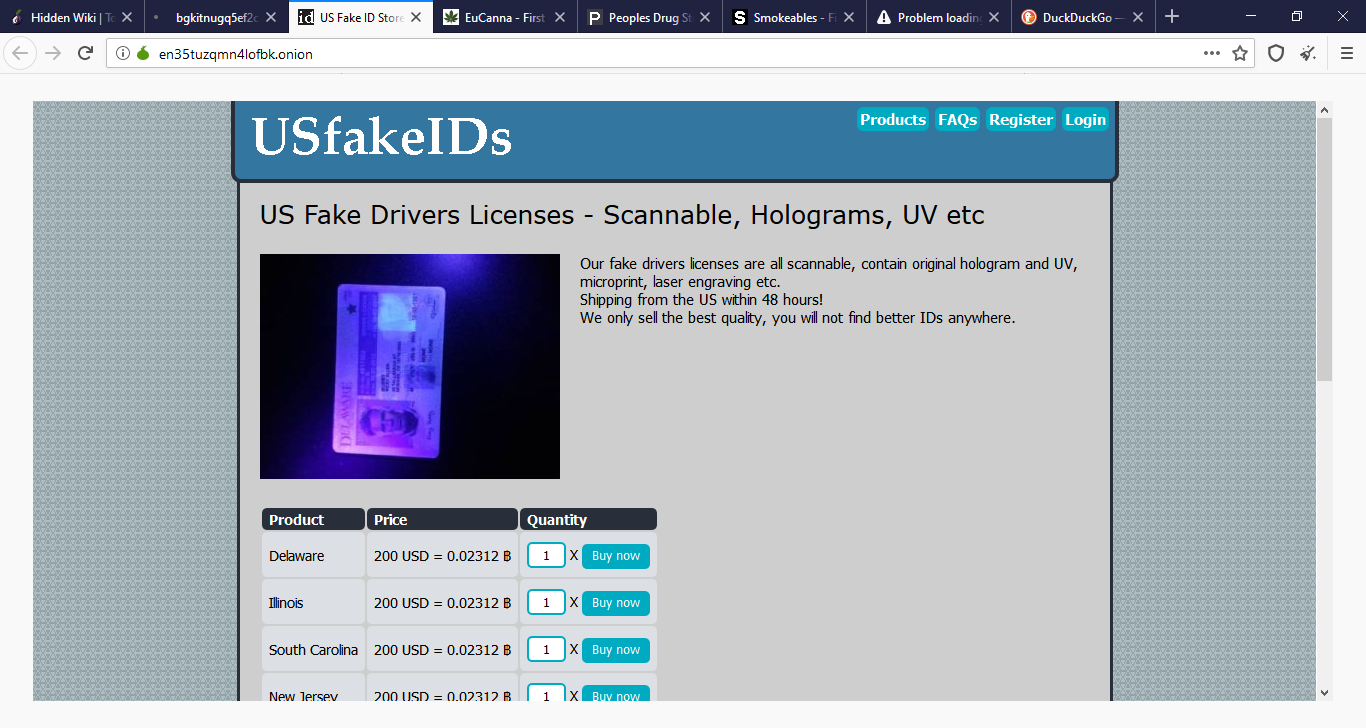 Hidden Wiki | To
bgkitnugq5ef2c
US Fake ID Store
EuCanna - First
Peoples Drug St
Smokeables - Fi
Problem loading
DuckDuckGo —
en35tuzqmn4lofbk.onion
USfakeIDs
Products FAQs Register Login
US Fake Drivers Licenses - Scannable, Holograms, UV etc
Our fake drivers licenses are all scannable, contain original hologram and UV,
microprint, laser engraving etc.
Shipping from the US within 48 hours!
We only sell the best quality, you will not find better IDs anywhere.
DELAWARE
Product Price Quantity
Delaware 200 USD = 0.02312 ฿ 1 X Buy now
Illinois 200 USD = 0.02312 ฿ 1 X Buy now
South Carolina 200 USD = 0.02312 ฿ 1 X Buy now
New Jersey 200 USD = 0.02312 ฿ 1 X Buy now